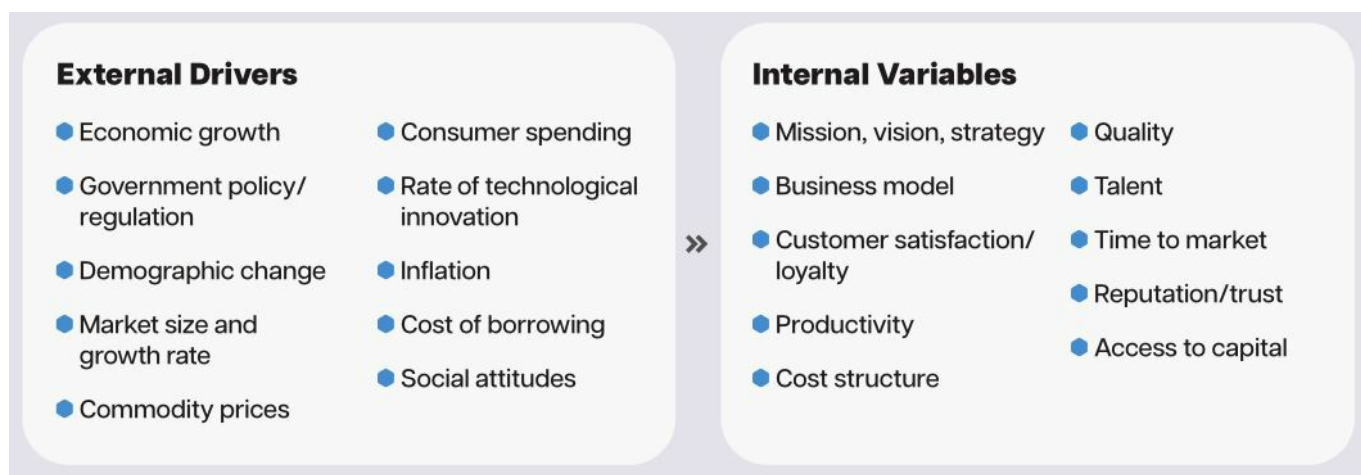 External Drivers
Economic growth
Government policy/
regulation
Demographic change
Market size and
growth rate
Commodity prices
Consumer spending
Rate of technological
innovation
Inflation
Cost of borrowing
Social attitudes
»
Internal Variables
Mission, vision, strategy
Business model
Customer satisfaction/
loyalty
Productivity
Cost structure
Quality
Talent
Time to market
Reputation/trust
Access to capital